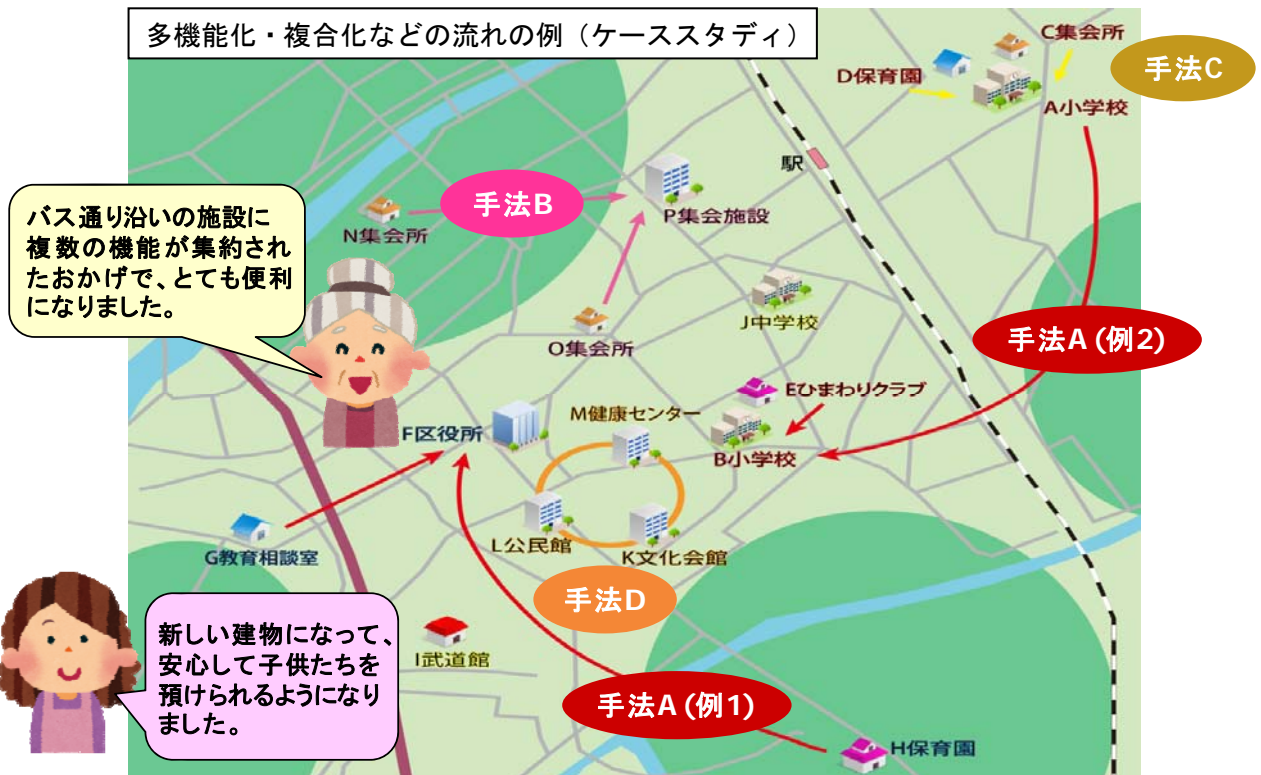 多機能化・複合化などの流れの例（ケーススタディ）
C集会所
手法C
D保育園
A小学校
駅
手法B
P集会施設
N集会所
バス通り沿いの施設に
複数の機能が集約され
たおかげで、とても便利
になりました。
J中学校
O集会所
手法A（例2）
Eひまわりクラブ
M健康センター
F区役所
B小学校
L公民館
K文化会館
G教育相談室
手法D
新しい建物になって、
安心して子供たちを
預けられるようになり
ました。
I武道館
手法A（例1）
H保育園